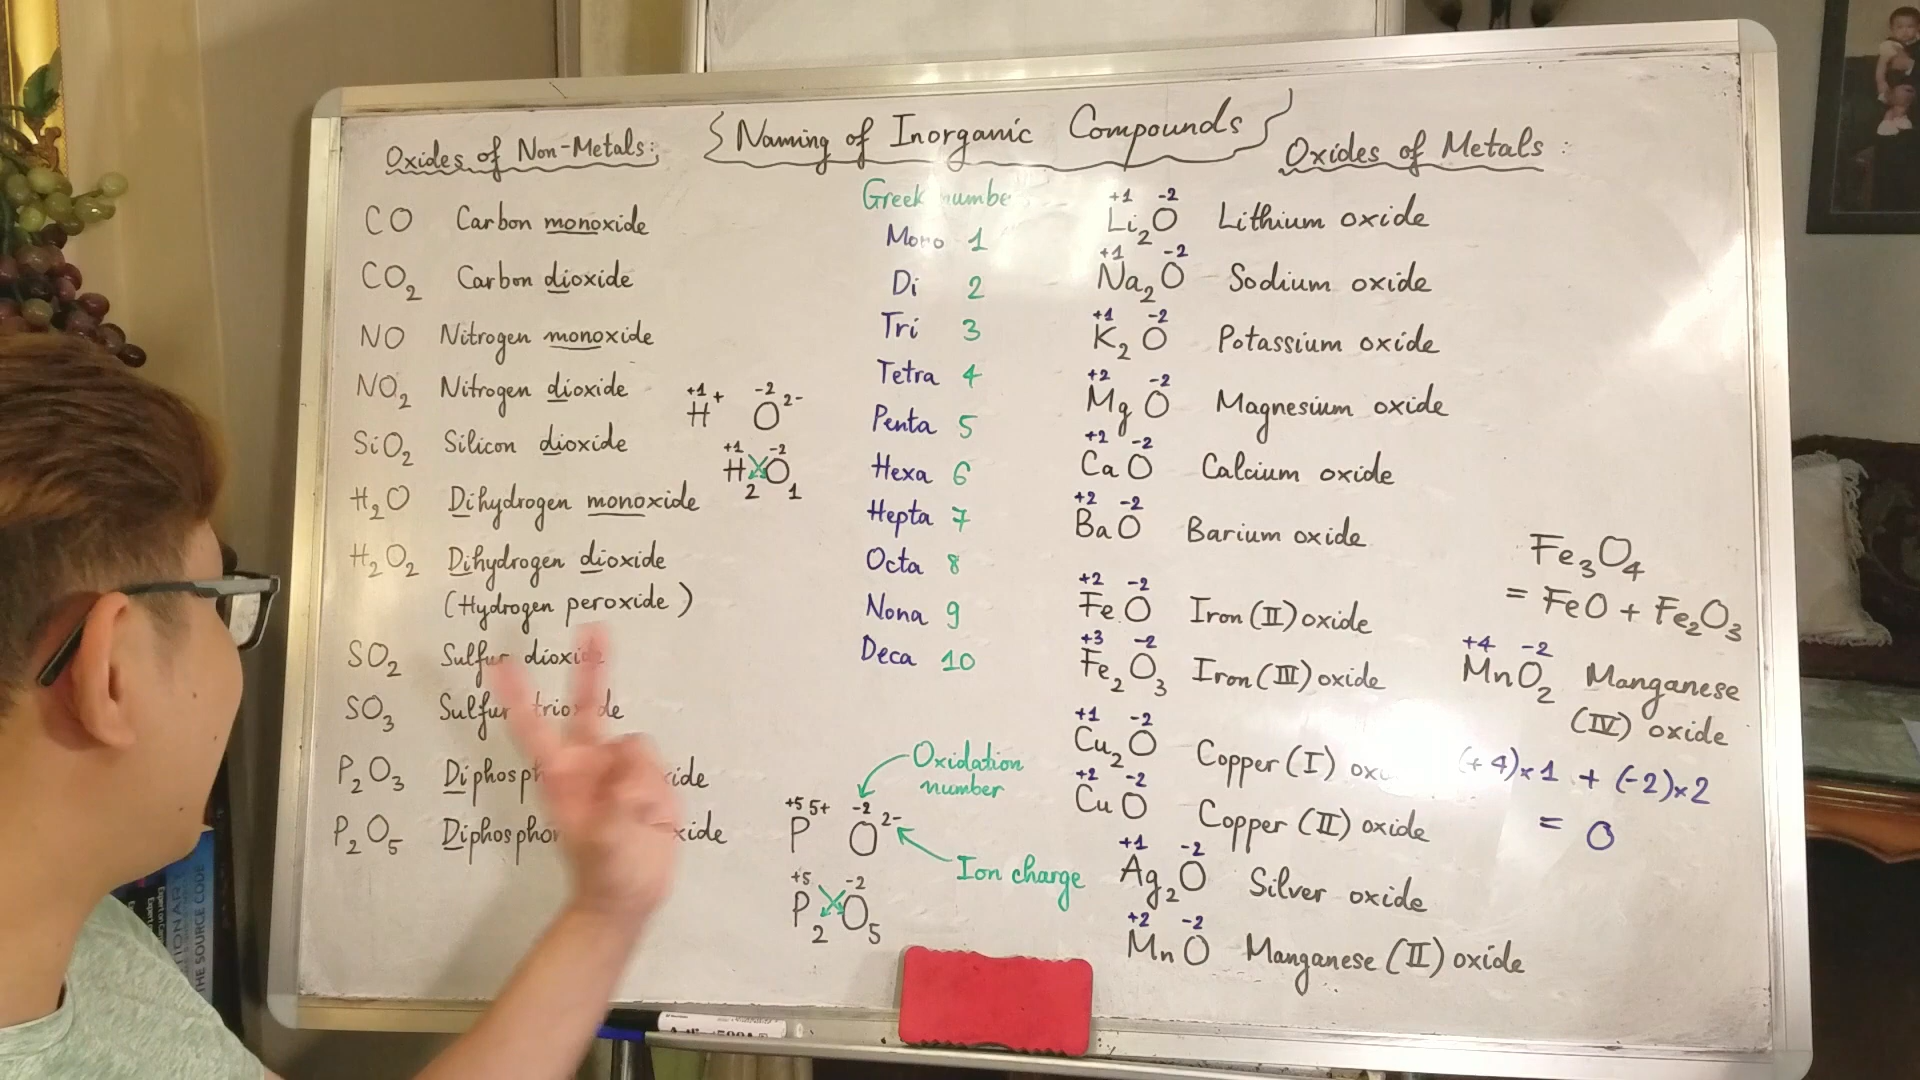 {Naming of Inorganic Compounds}
Oxides of Non-Metals:
CO Carbon monoxide
CO₂ Carbon dioxide
NO Nitrogen monoxide
NO₂ Nitrogen dioxide
SiO₂ Silicon dioxide
H₂O Dihydrogen monoxide
H₂O₂ Dihydrogen dioxide
(Hydrogen peroxide)
SO₂ Sulfur
SO₃ Sulfur
P₂O₃
P₂O₅
+1 + -2 2-
H O
+1 -2
H O
2 1
Greek
Mono 1
Di 2
Tri 3
Tetra 4
Penta 5
Hexa 6
Hepta 7
Octa 8
Nona 9
Deca 10
Oxidation
number
+5 5+ -2 2-
P O
Ion charge
+5 -2
P O
2 5
Oxides of Metals:
+1 -2
Li₂O Lithium oxide
+1 -2
Na₂O Sodium oxide
+1 -2
K₂O Potassium oxide
+2 -2
MgO Magnesium oxide
+2 -2
CaO Calcium oxide
+2 -2
BaO Barium oxide
+2 -2
FeO Iron (II) oxide
+3 -2
Fe₂O₃ Iron (III) oxide
+1 -2
Cu₂O Copper (I)
+2 -2
CuO Copper (II) oxide
+1 -2
Ag₂O Silver oxide
+2 -2
MnO Manganese (II) oxide
Fe₃O₄
= FeO + Fe₂O₃
+4 -2
MnO₂ Manganese
(IV) oxide
(+4)×1 + (-2)×2
= 0
THE SOURCE CODE